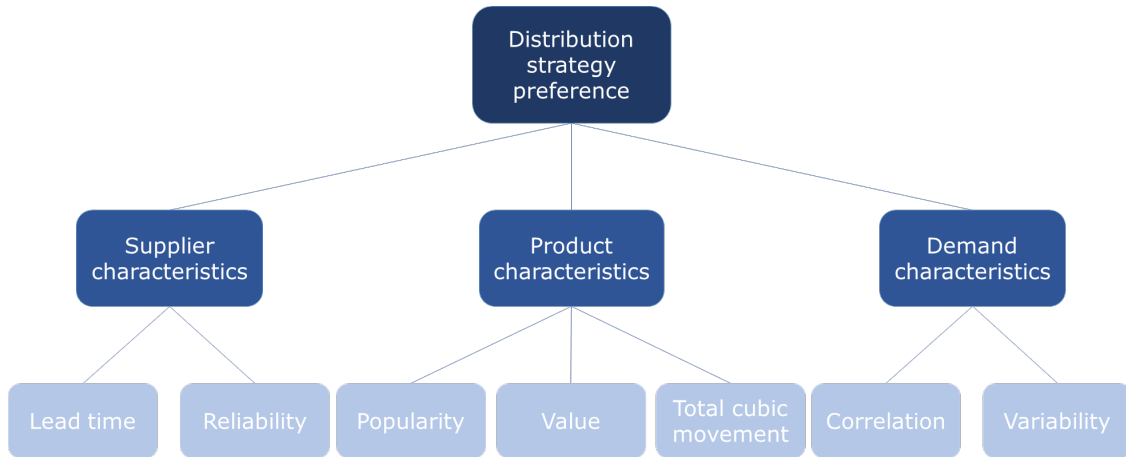 Distribution
strategy
preference
Supplier
characteristics
Product
characteristics
Demand
characteristics
Lead time
Reliability
Popularity
Value
Total cubic
movement
Correlation
Variability